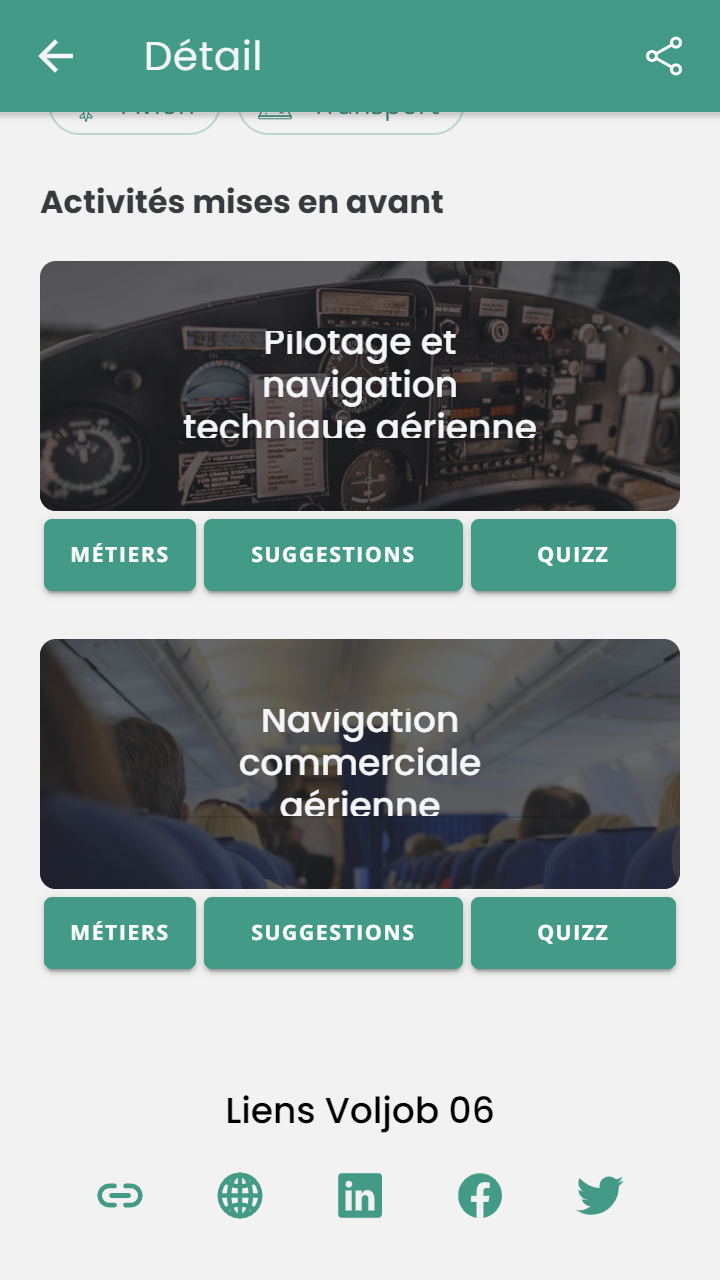 Détail
Avion
Transport
Activités mises en avant
Pilotage et
navigation
technique aérienne
MÉTIERS
SUGGESTIONS
QUIZZ
Navigation
commerciale
aérienne
MÉTIERS
SUGGESTIONS
QUIZZ
Liens Voljob 06